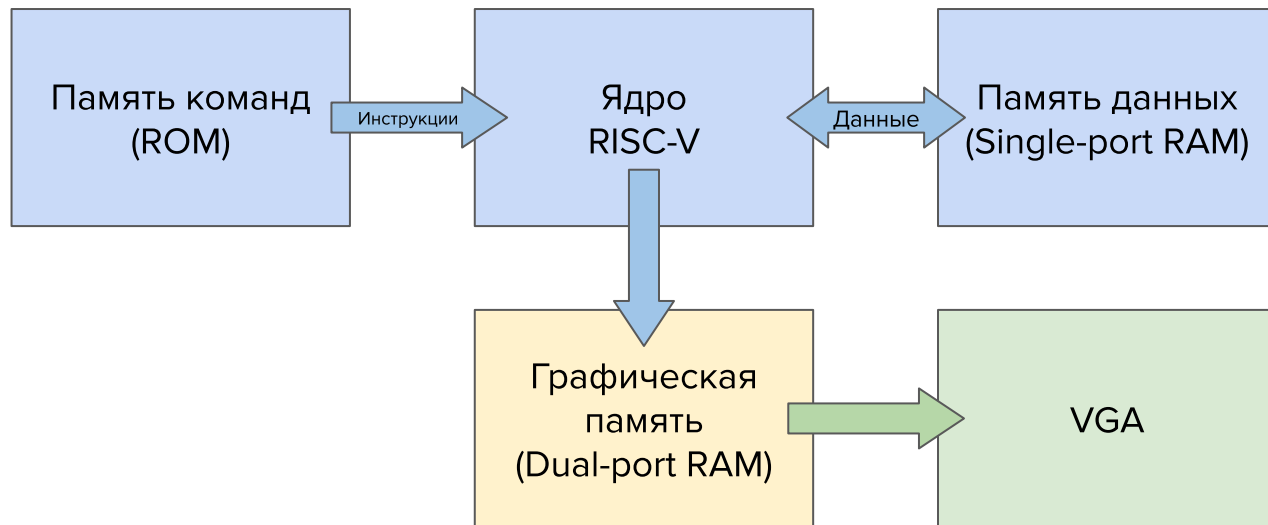 Память команд
(ROM)
Инструкции
Ядро
RISC-V
Данные
Память данных
(Single-port RAM)
Графическая
память
(Dual-port RAM)
VGA